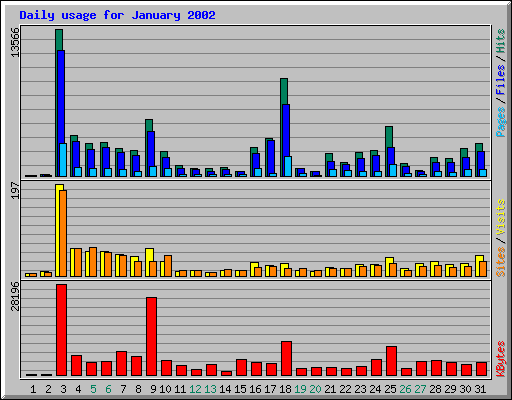 Daily usage for January 2002
13566
Pages / Files / Hits
197
Sites / Visits
28196
KBytes
1 2 3 4 5 6 7 8 9 10 11 12 13 14 15 16 17 18 19 20 21 22 23 24 25 26 27 28 29 30 31